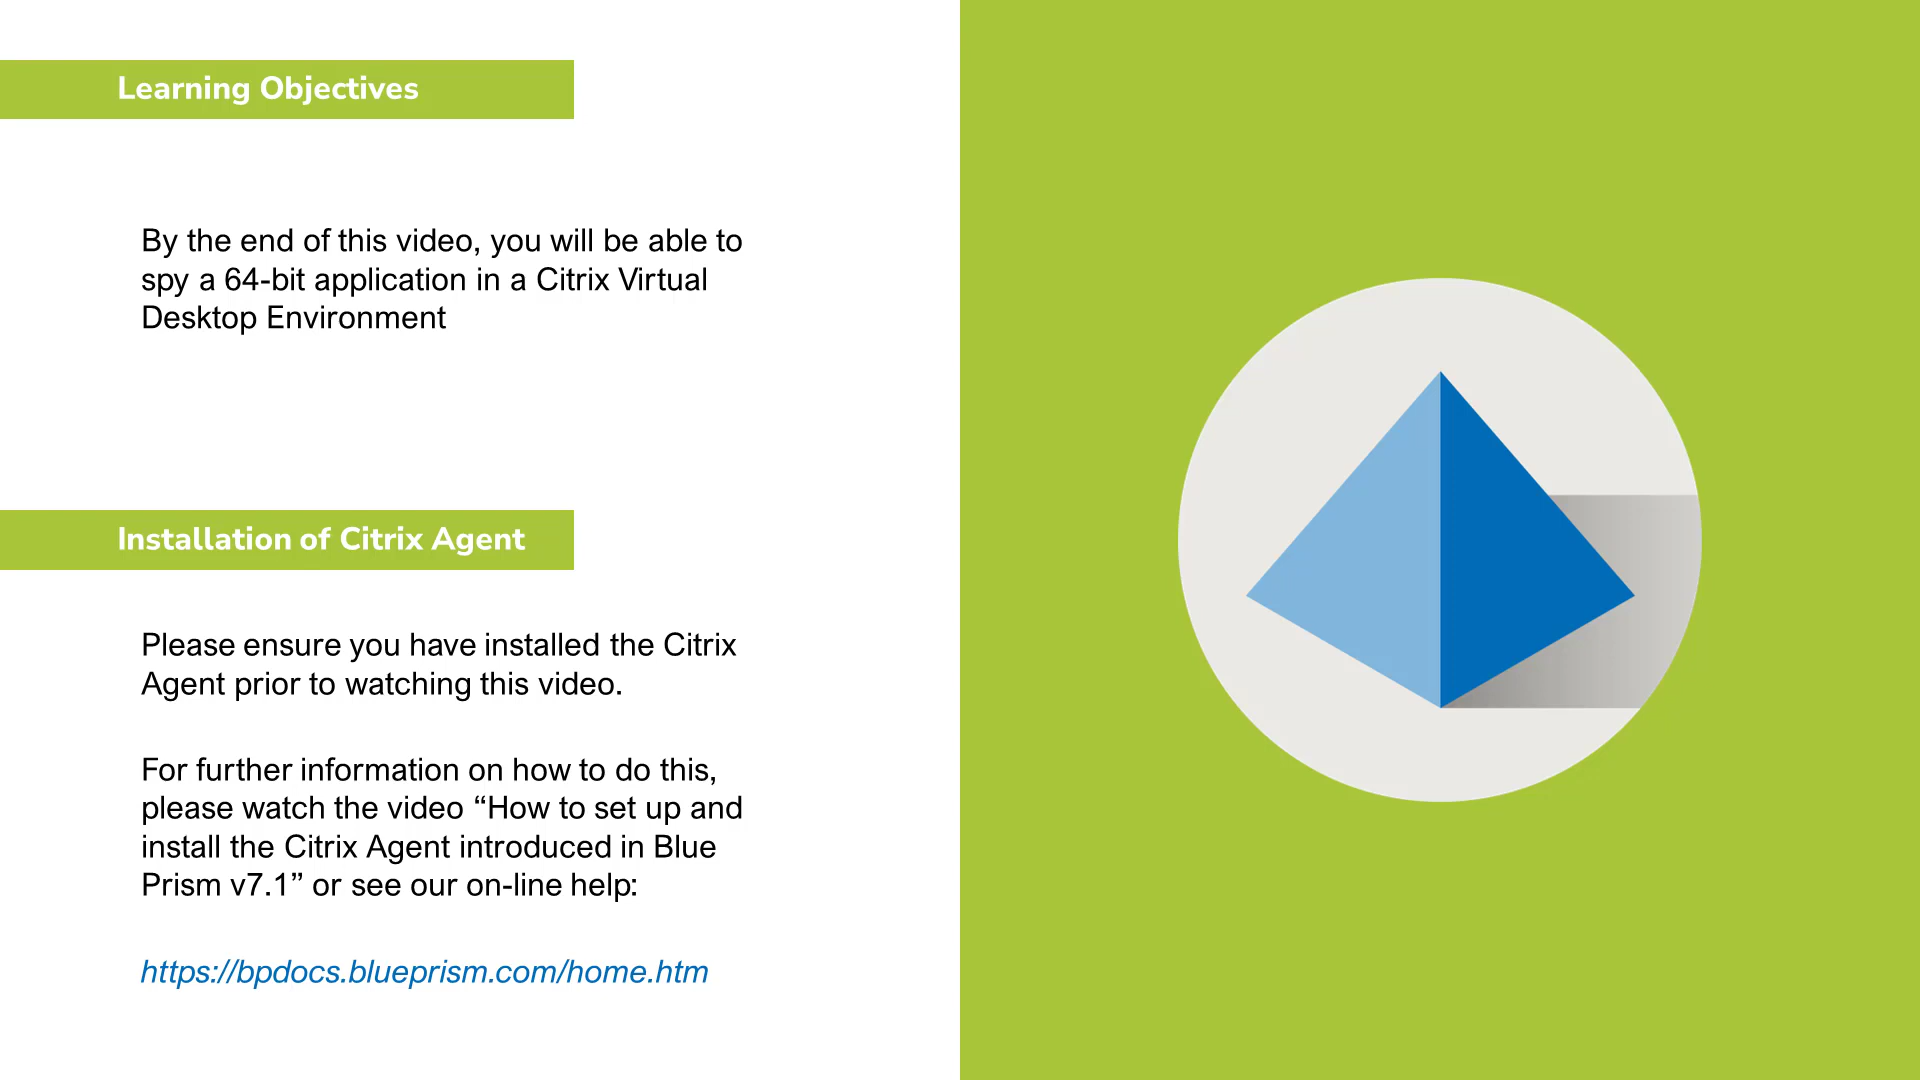 Learning Objectives
By the end of this video, you will be able to
spy a 64-bit application in a Citrix Virtual
Desktop Environment
Installation of Citrix Agent
Please ensure you have installed the Citrix
Agent prior to watching this video.
For further information on how to do this,
please watch the video “How to set up and
install the Citrix Agent introduced in Blue
Prism v7.1” or see our on-line help:
https://bpdocs.blueprism.com/home.htm